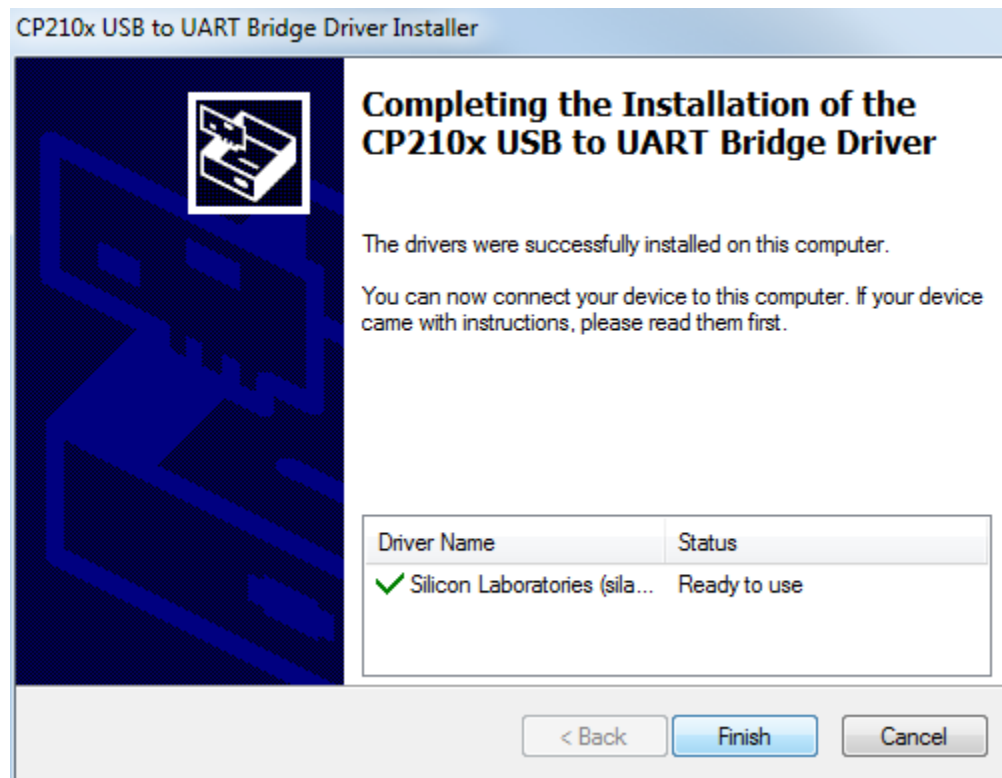 CP210x USB to UART Bridge Driver Installer
Completing the Installation of the
CP210x USB to UART Bridge Driver
The drivers were successfully installed on this computer.
You can now connect your device to this computer. If your device
came with instructions, please read them first.
Driver Name Status
Silicon Laboratories (sila... Ready to use
< Back Finish Cancel